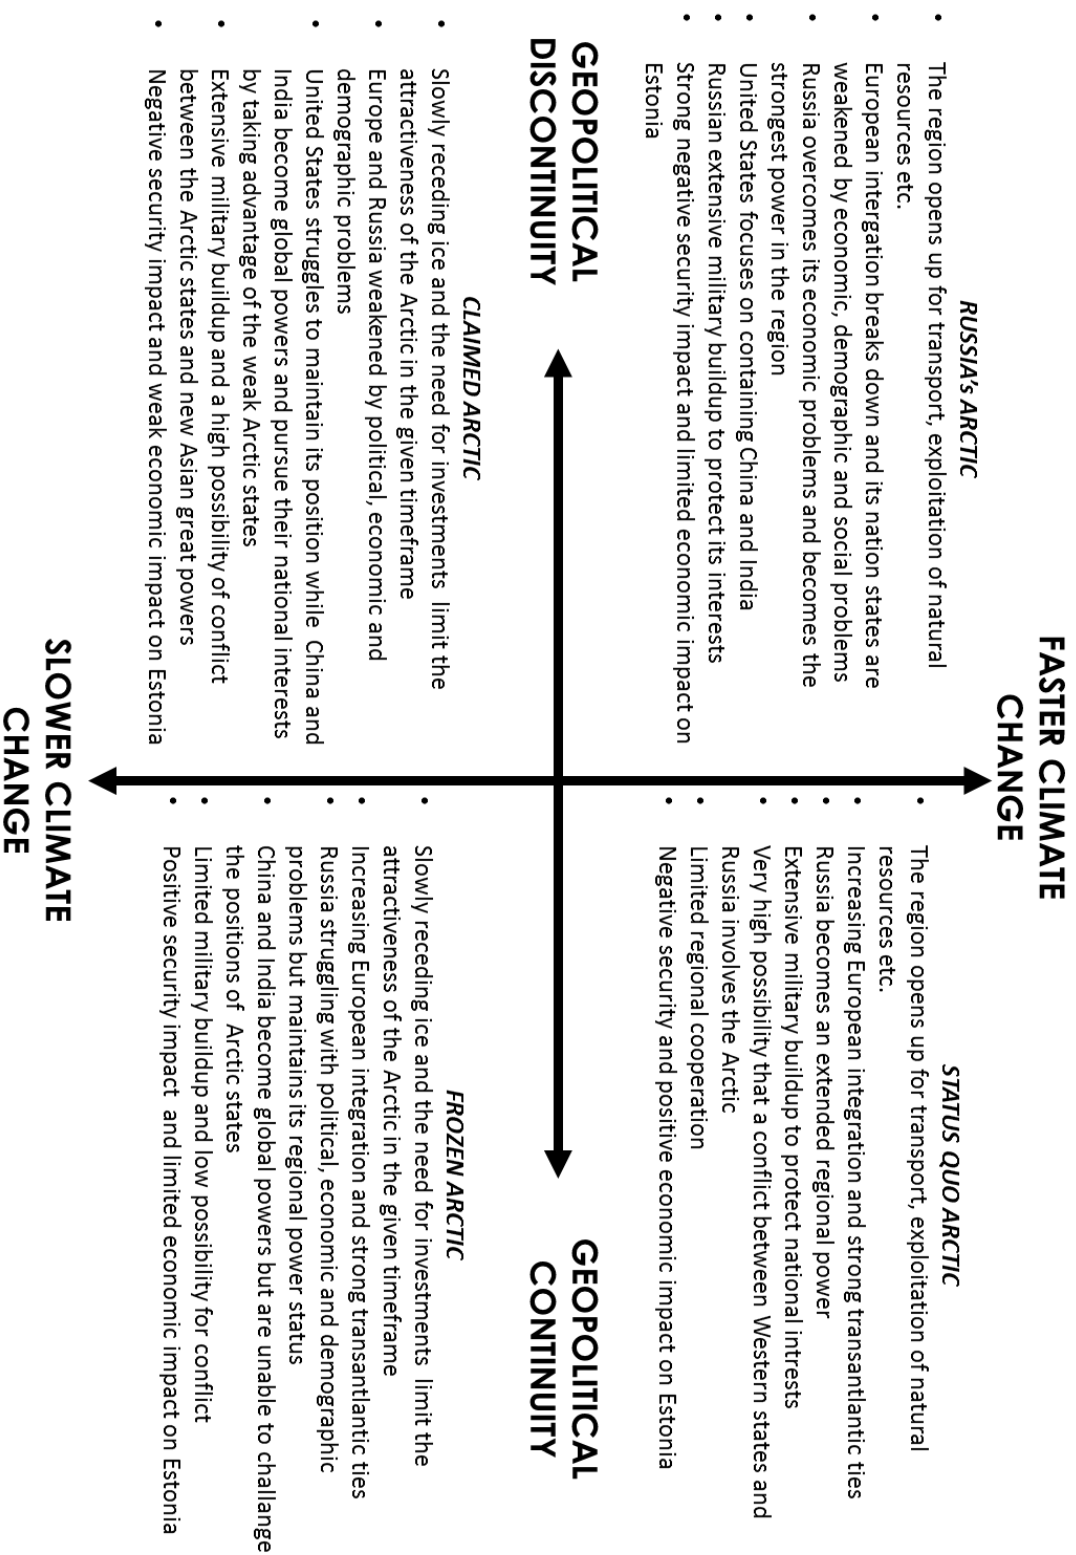 FASTER CLIMATE
CHANGE
RUSSIA's ARCTIC
• The region opens up for transport, exploitation of natural
resources etc.
• European intergation breaks down and its nation states are
weakened by economic, demographic and social problems
• Russia overcomes its economic problems and becomes the
strongest power in the region
• United States focuses on containing China and India
• Russian extensive military buildup to protect its interests
• Strong negative security impact and limited economic impact on
Estonia
STATUS QUO ARCTIC
• The region opens up for transport, exploitation of natural
resources etc.
• Increasing European integration and strong transantlantic ties
• Russia becomes an extended regional power
• Extensive military buildup to protect national intrests
• Very high possibility that a conflict between Western states and
Russia involves the Arctic
• Limited regional cooperation
• Negative security and positive economic impact on Estonia
GEOPOLITICAL
DISCONTINUITY
GEOPOLITICAL
CONTINUITY
CLAIMED ARCTIC
• Slowly receding ice and the need for investments limit the
attractiveness of the Arctic in the given timeframe
• Europe and Russia weakened by political, economic and
demographic problems
• United States struggles to maintain its position while China and
India become global powers and pursue their national interests
by taking advantage of the weak Arctic states
• Extensive military buildup and a high possibility of conflict
between the Arctic states and new Asian great powers
• Negative security impact and weak economic impact on Estonia
FROZEN ARCTIC
• Slowly receding ice and the need for investments limit the
attractiveness of the Arctic in the given timeframe
• Increasing European integration and strong transantlantic ties
• Russia struggling with political, economic and demographic
problems but maintains its regional power status
• China and India become global powers but are unable to challange
the positions of Arctic states
• Limited military buildup and low possibility for conflict
• Positive security impact and limited economic impact on Estonia
SLOWER CLIMATE
CHANGE